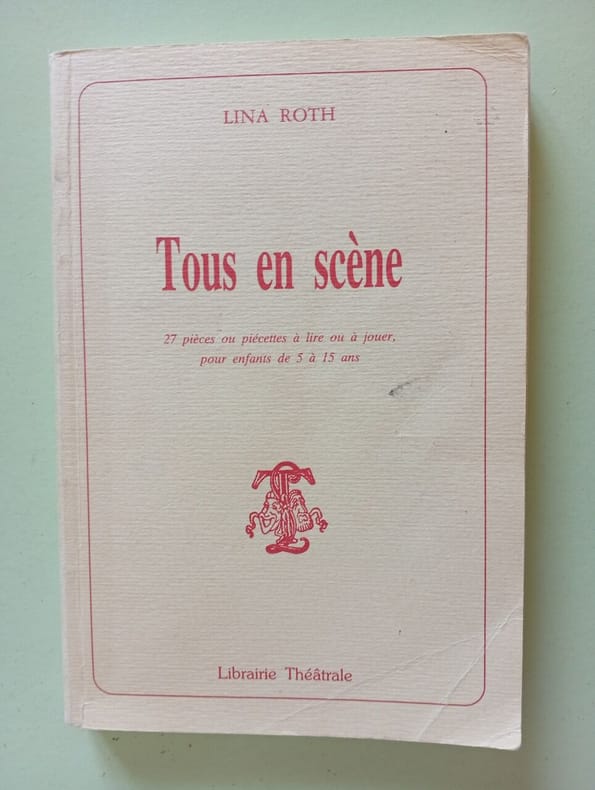 LINA ROTH
Tous en scène
27 pièces ou piécettes à lire ou à jouer,
pour enfants de 5 à 15 ans
Librairie Théâtrale